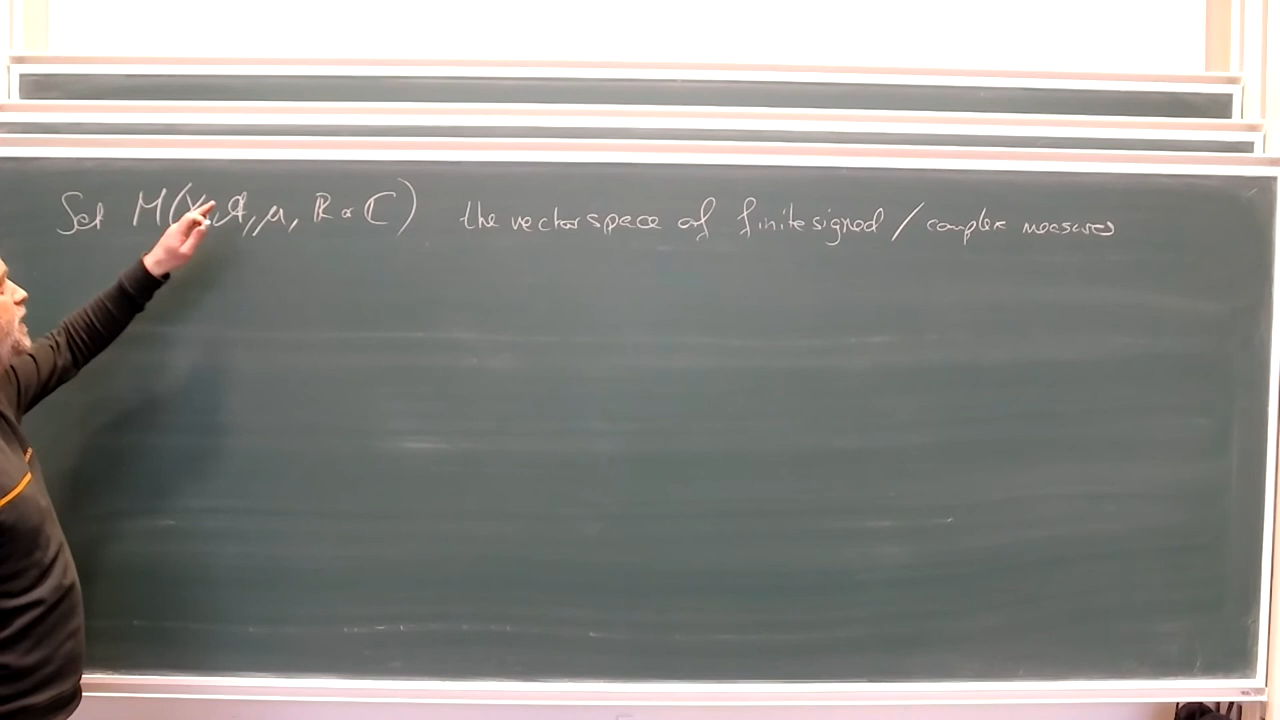 Set M(X, A, μ, ℝ or ℂ) the vector space of finite signed / complex measures